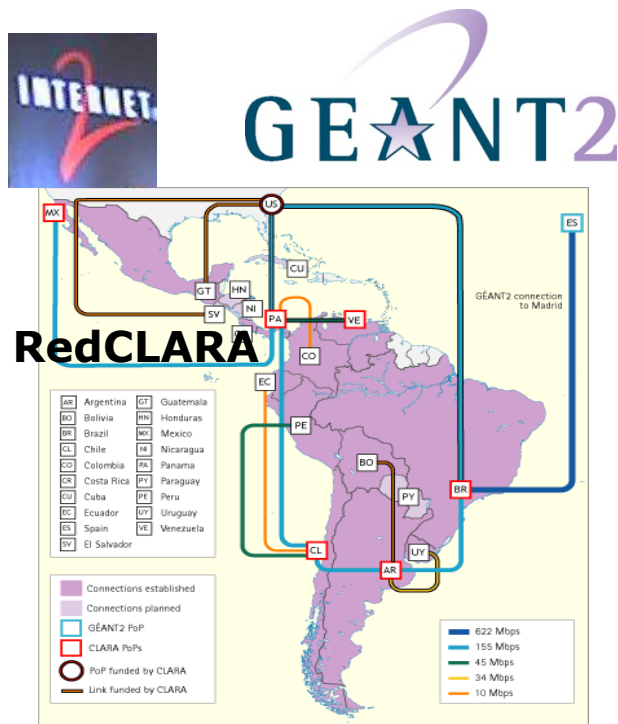 INTERNET
2
GÉANT2
US
MX
ES
CU
GT
HN
GÉANT2 connection
to Madrid
SV
NI
PA
VE
RedCLARA
CO
EC
PE
BO
PY
BR
CL
AR
UY
AR Argentina GT Guatemala
BO Bolivia HN Honduras
BR Brazil MX Mexico
CL Chile NI Nicaragua
CO Colombia PA Panama
CR Costa Rica PY Paraguay
CU Cuba PE Peru
EC Ecuador UY Uruguay
ES Spain VE Venezuela
SV El Salvador
Connections established
Connections planned
GÉANT2 PoP
CLARA PoPs
PoP funded by CLARA
Link funded by CLARA
622 Mbps
155 Mbps
45 Mbps
34 Mbps
10 Mbps